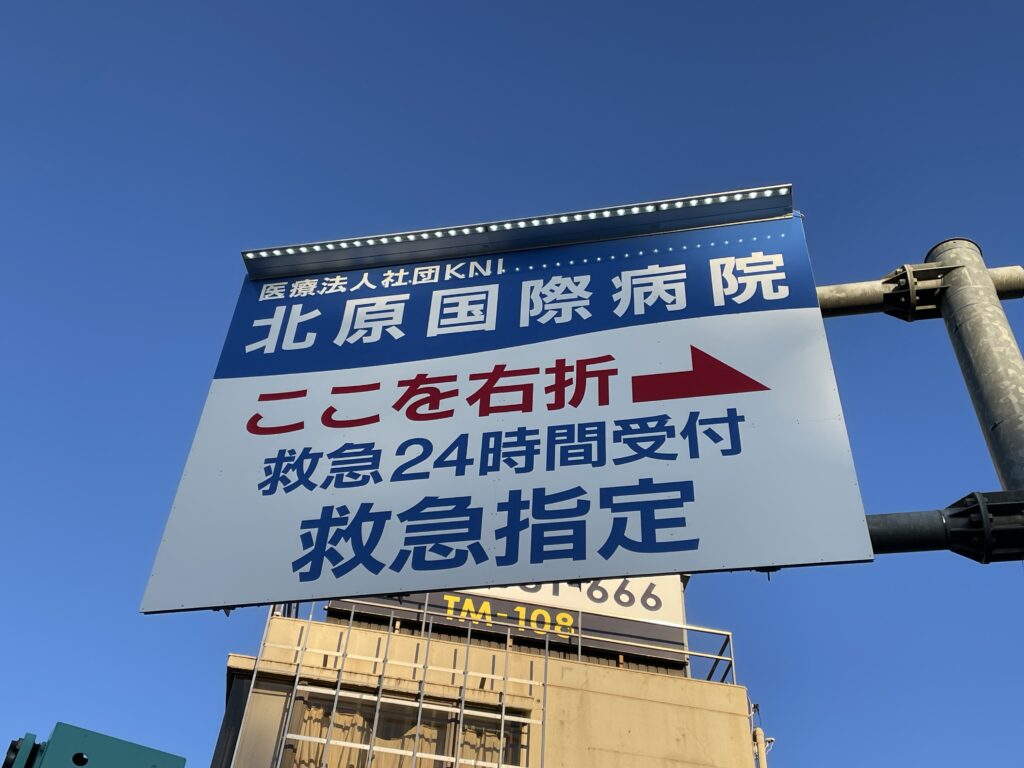 医療法人社団KNI
北原国際病院
ここを右折
救急24時間受付
救急指定
-666
TM-108